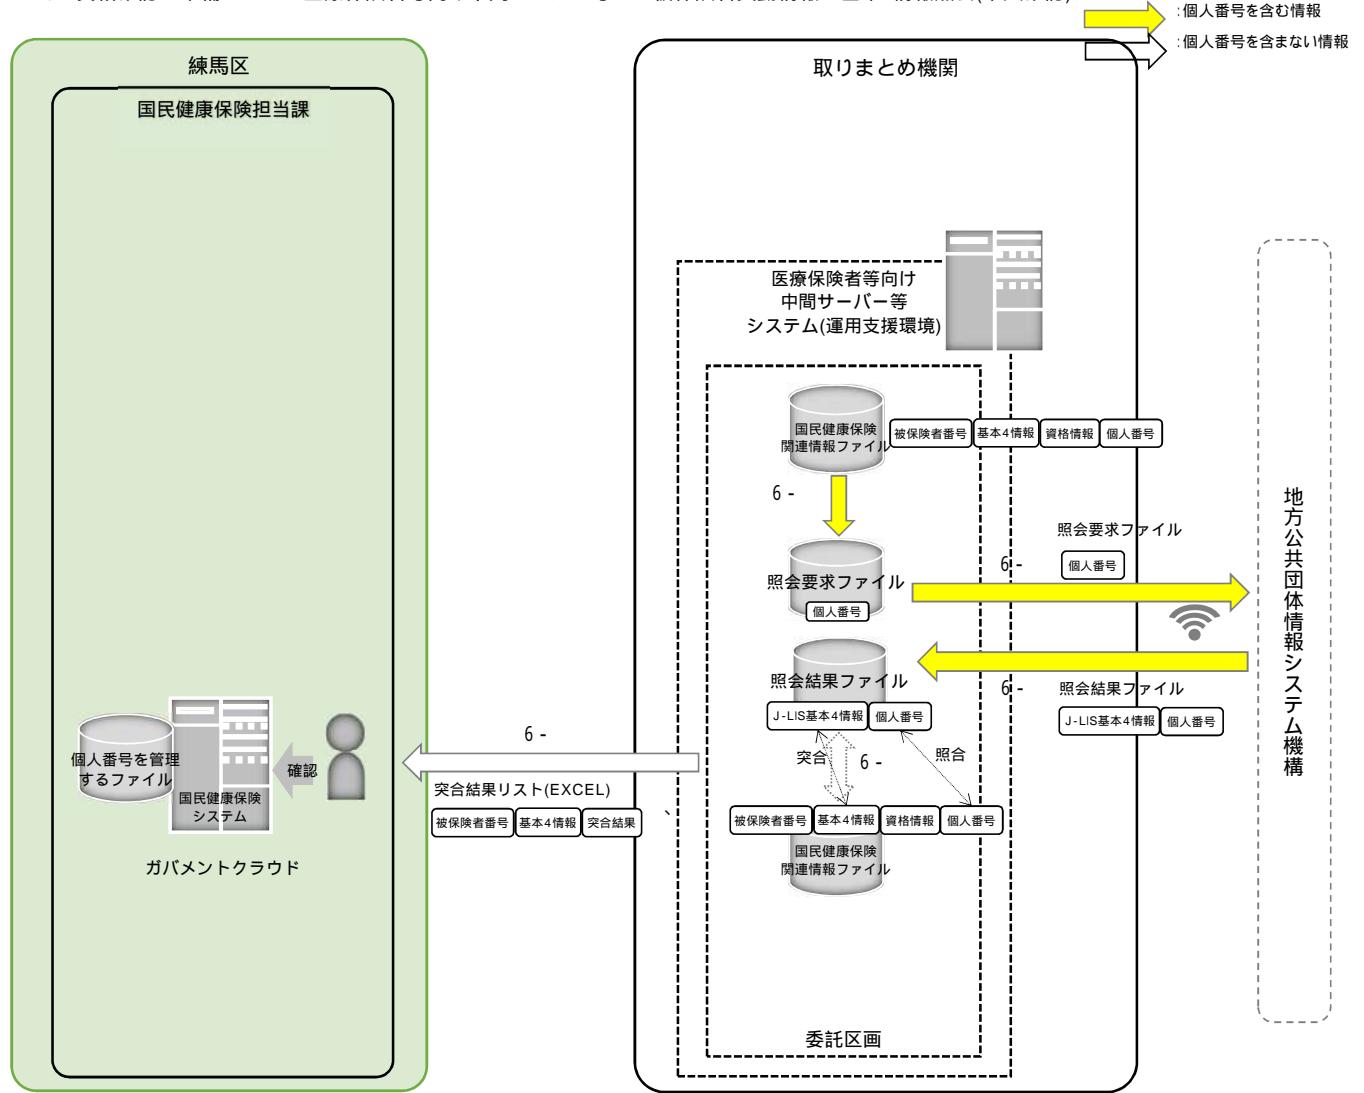 :個人番号を含む情報
:個人番号を含まない情報
練馬区
国民健康保険担当課
取りまとめ機関
医療保険者等向け
中間サーバー等
システム(運用支援環境)
国民健康保険
関連情報ファイル
被保険者番号 基本4情報 資格情報 個人番号
6 -
照会要求ファイル
個人番号
6 -
照会要求ファイル
個人番号
地方公共団体情報システム機構
照会結果ファイル
J-LIS基本4情報 個人番号
6 -
照会結果ファイル
J-LIS基本4情報 個人番号
突合
6 -
照合
被保険者番号 基本4情報 資格情報 個人番号
国民健康保険
関連情報ファイル
委託区画
6 -
突合結果リスト(EXCEL)
被保険者番号 基本4情報 突合結果
、
個人番号を管理
するファイル
国民健康保険
システム
確認
ガバメントクラウド